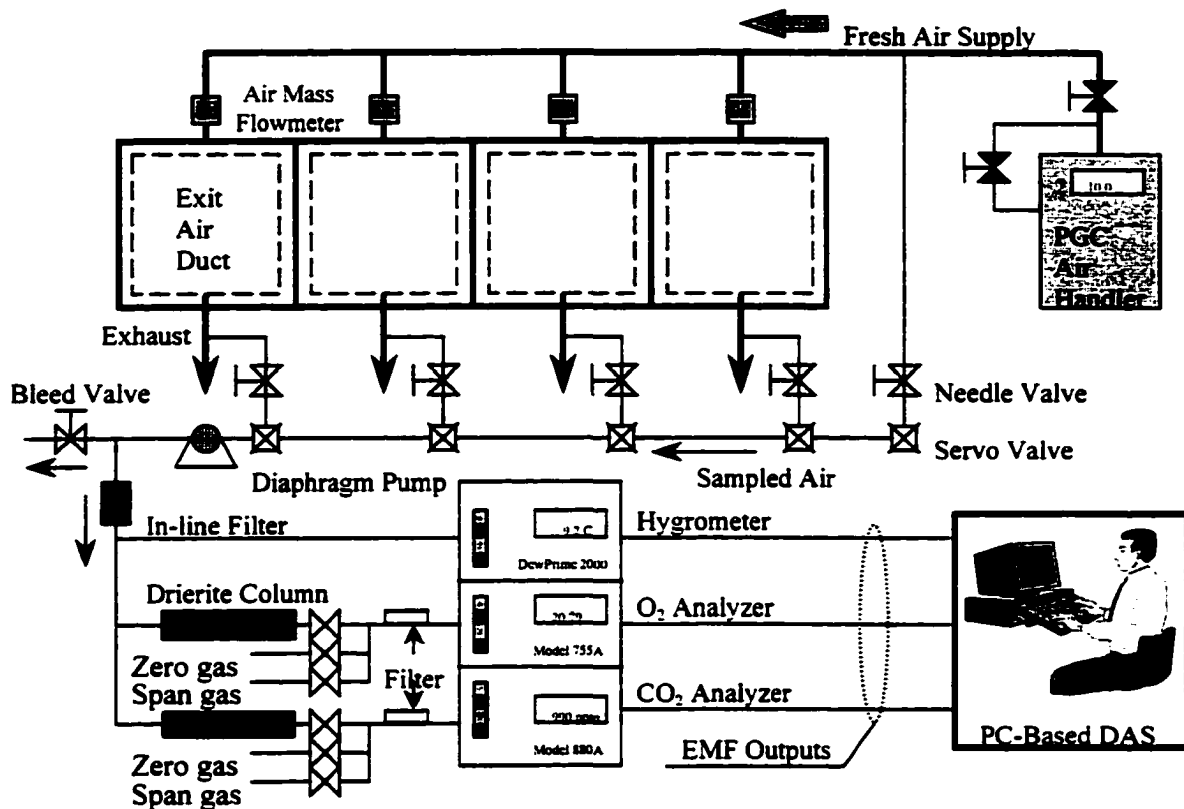 Fresh Air Supply
Air Mass
Flowmeter
Exit
Air
Duct
PGC
Air
Handler
Exhaust
Bleed Valve
Needle Valve
Servo Valve
Diaphragm Pump
Sampled Air
In-line Filter
Hygrometer
DewPrime 2000
Drierite Column
O₂ Analyzer
Model 755A
Zero gas
Span gas
Filter
CO₂ Analyzer
Model 880A
Zero gas
Span gas
EMF Outputs
PC-Based DAS